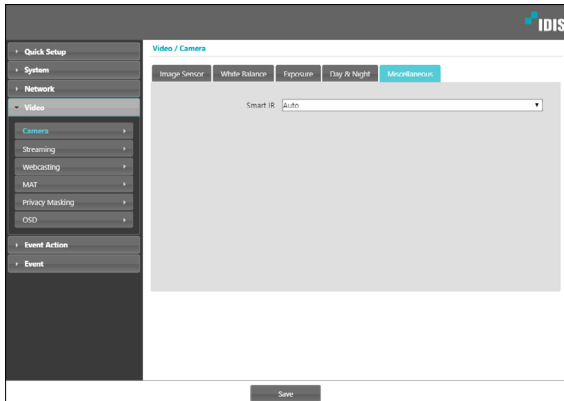 IDIS
Quick Setup
System
Network
Video
Camera
Streaming
Webcasting
MAT
Privacy Masking
OSD
Event Action
Event
Video / Camera
Image Sensor White Balance Exposure Day & Night Miscellaneous
Smart IR Auto
Save